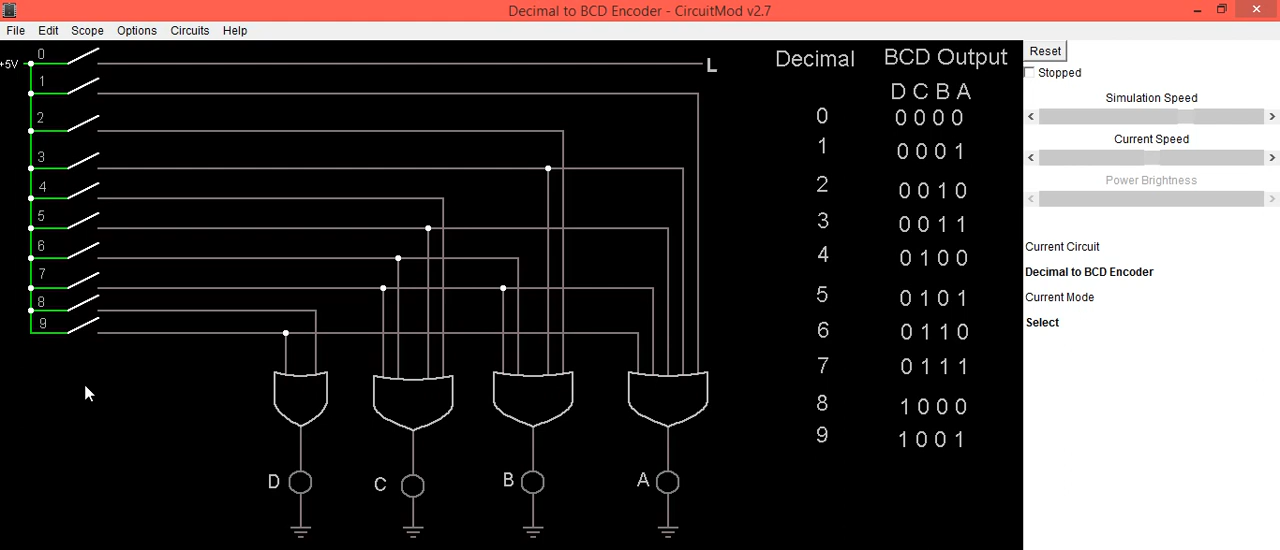 Decimal to BCD Encoder - CircuitMod v2.7
File Edit Scope Options Circuits Help
+5V
0
1
2
3
4
5
6
7
8
9
L
D
C
B
A
Decimal BCD Output
D C B A
0 0 0 0 0
1 0 0 0 1
2 0 0 1 0
3 0 0 1 1
4 0 1 0 0
5 0 1 0 1
6 0 1 1 0
7 0 1 1 1
8 1 0 0 0
9 1 0 0 1
Reset
Stopped
Simulation Speed
Current Speed
Power Brightness
Current Circuit
Decimal to BCD Encoder
Current Mode
Select